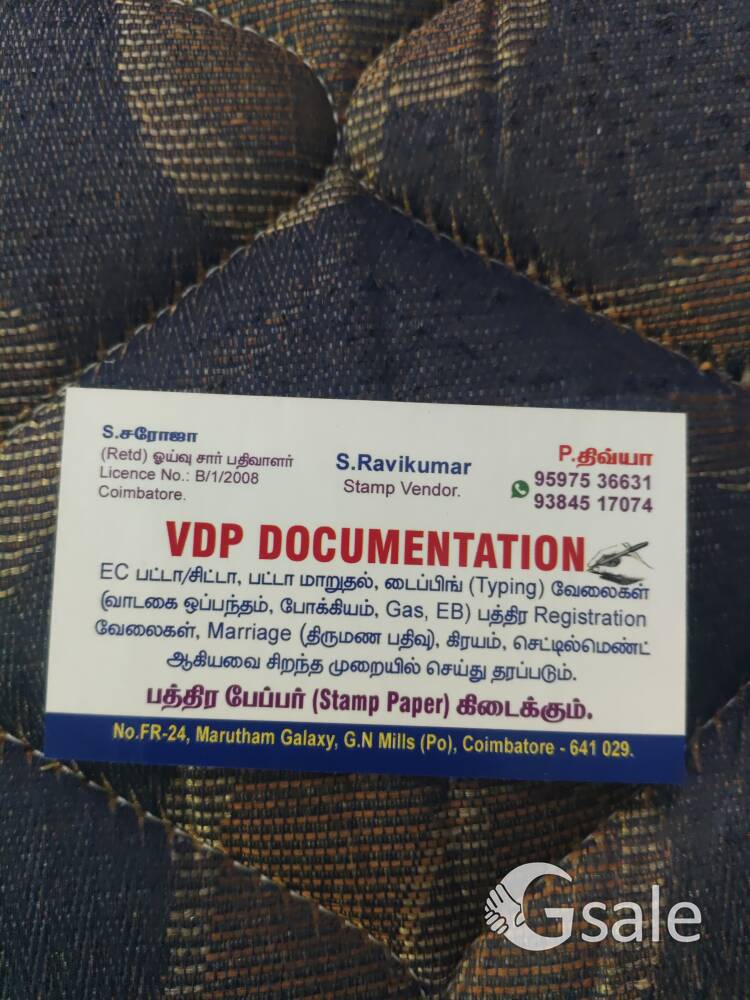 S.சரோஜா
(Retd) ஓய்வு சார் பதிவாளர்
Licence No.: B/1/2008
Coimbatore.
S.Ravikumar
Stamp Vendor.
P.திவ்யா
95975 36631
93845 17074
VDP DOCUMENTATION
EC பட்டா/சிட்டா, பட்டா மாறுதல், டைப்பிங் (Typing) வேலைகள்
(வாடகை ஒப்பந்தம், போக்கியம், Gas, EB) பத்திர Registration
வேலைகள், Marriage (திருமண பதிவு), கிரயம், செட்டில்மெண்ட்
ஆகியவை சிறந்த முறையில் செய்து தரப்படும்.
பத்திர பேப்பர் (Stamp Paper) கிடைக்கும்.
No.FR-24, Marutham Galaxy, G.N Mills (Po), Coimbatore - 641 029.
Gsale